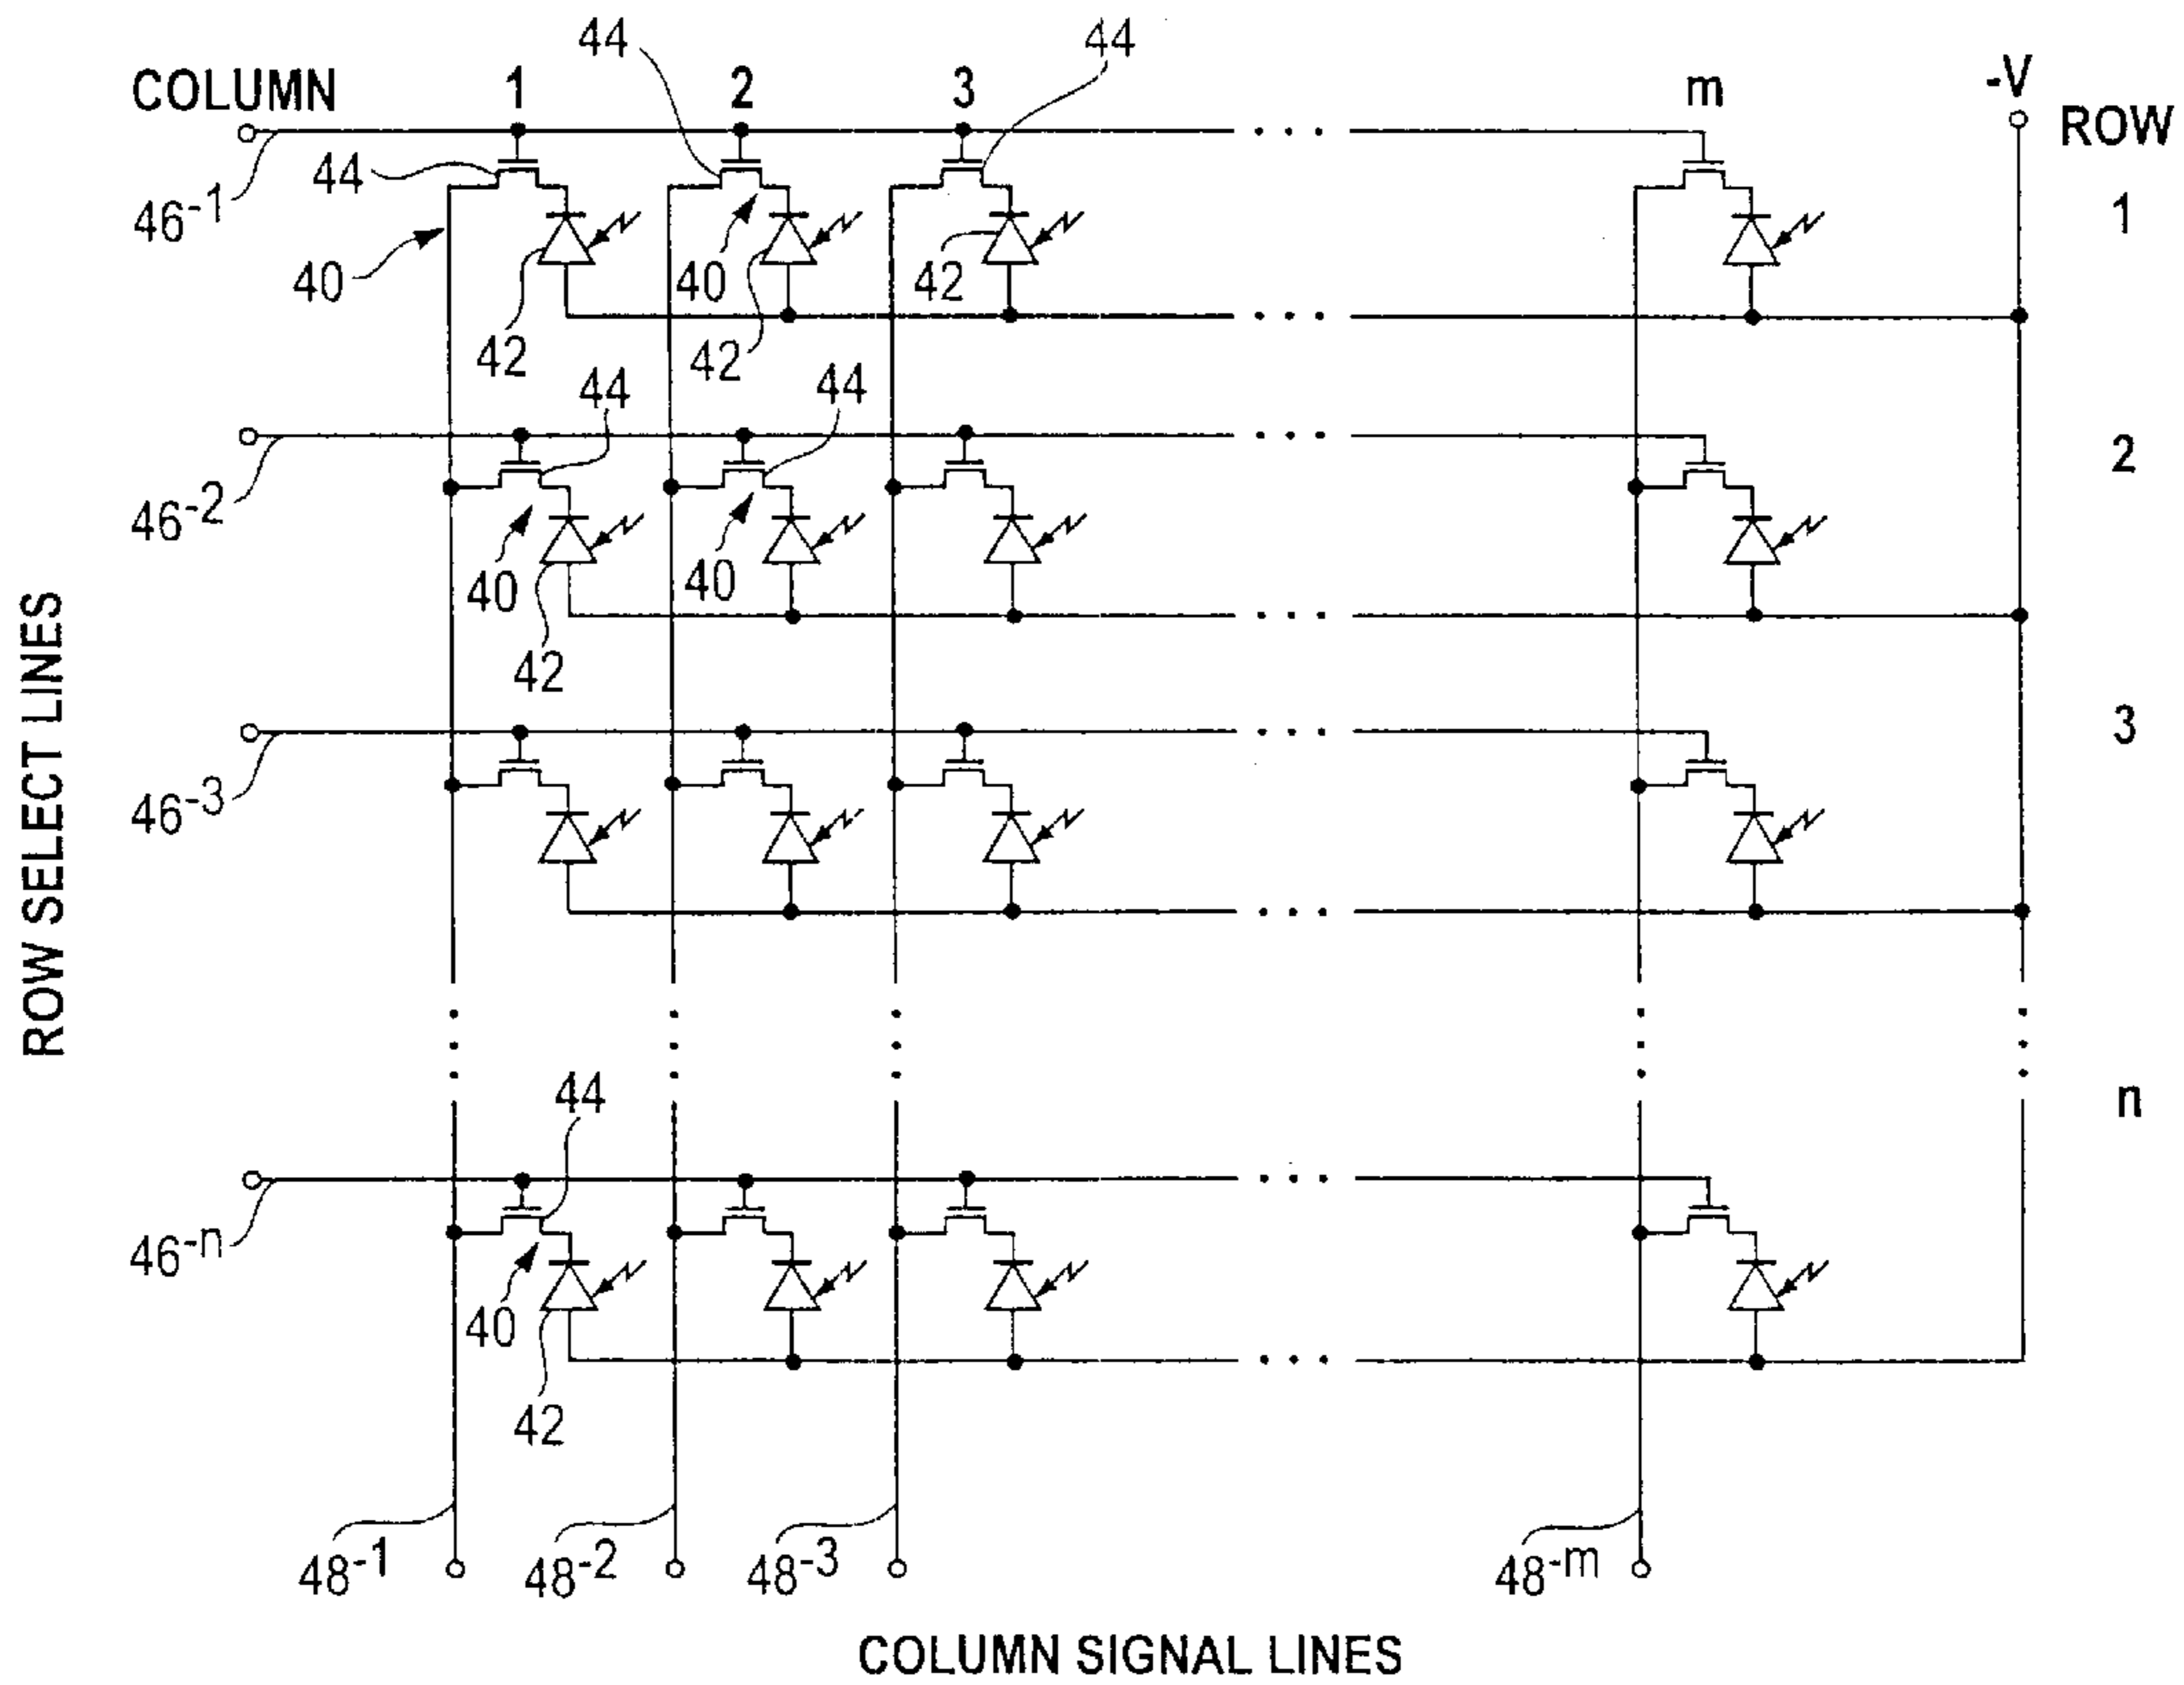 44 44
COLUMN 1 2 3 m -V
ROW
44
46-1 1
40 40 42
42 42
44 44
2
46-2
40 40
42
3
46-3
ROW SELECT LINES
44 n
46-n
40
42
48-1 48-2 48-3 48-m
COLUMN SIGNAL LINES